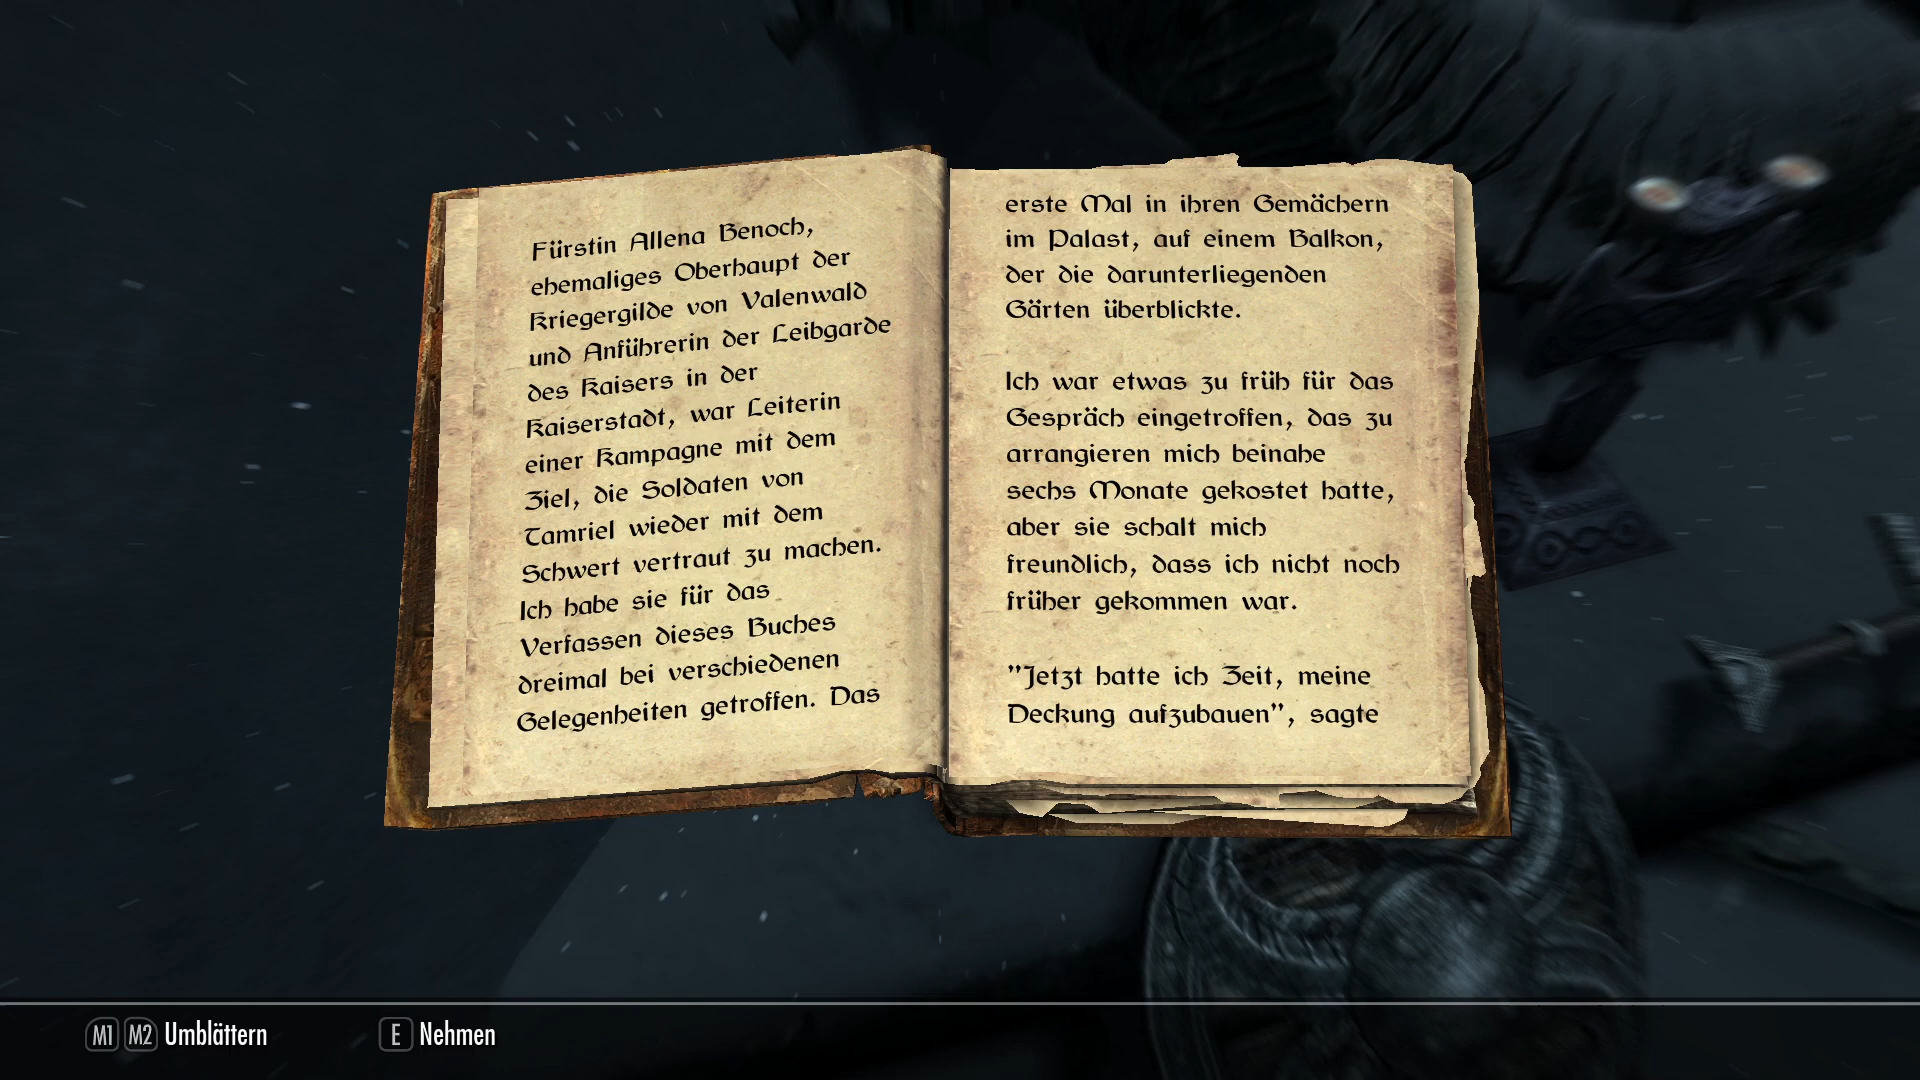 Fürstin Allena Benoch,
ehemaliges Oberhaupt der
Kriegergilde von Valenwald
und Anführerin der Leibgarde
des Kaisers in der
Kaiserstadt, war Leiterin
einer Kampagne mit dem
Ziel, die Soldaten von
Tamriel wieder mit dem
Schwert vertraut zu machen.
Ich habe sie für das
Verfassen dieses Buches
dreimal bei verschiedenen
Gelegenheiten getroffen. Das
erste Mal in ihren Gemächern
im Palast, auf einem Balkon,
der die darunterliegenden
Gärten überblickte.
Ich war etwas zu früh für das
Gespräch eingetroffen, das zu
arrangieren mich beinahe
sechs Monate gekostet hatte,
aber sie schalt mich
freundlich, dass ich nicht noch
früher gekommen war.
"Jetzt hatte ich Zeit, meine
Deckung aufzubauen", sagte
M1 M2 Umblättern
E Nehmen